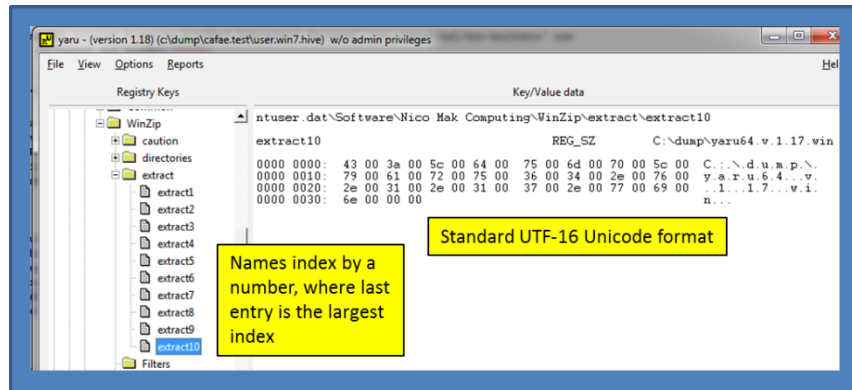 yaru - (version 1.18) (c:\dump\cafae.test\user.win7.hive) w/o admin privileges
File View Options Reports
Hel
Registry Keys
Key/Value data
WinZip
caution
directories
extract
extract1
extract2
extract3
extract4
extract5
extract6
extract7
extract8
extract9
extract10
Filters
ntuser.dat\Software\Nico Mak Computing\WinZip\extract\extract10
extract10 REG_SZ C:\dump\yaru64.v.1.17.win
0000 0000: 43 00 3a 00 5c 00 64 00 75 00 6d 00 70 00 5c 00 C.:.\.d.u.m.p.\.
0000 0010: 79 00 61 00 72 00 75 00 36 00 34 00 2e 00 76 00 y.a.r.u.6.4...v.
0000 0020: 2e 00 31 00 2e 00 31 00 37 00 2e 00 77 00 69 00 ..1...1.7...w.i.
0000 0030: 6e 00 00 00 n...
Standard UTF-16 Unicode format
Names index by a
number, where last
entry is the largest
index